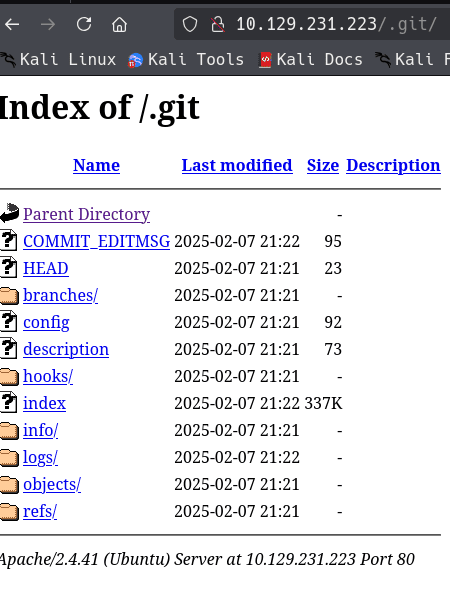 10.129.231.223/.git/
Kali Linux Kali Tools Kali Docs Kali
Index of /.git
Name Last modified Size Description
Parent Directory -
COMMIT_EDITMSG 2025-02-07 21:22 95
HEAD 2025-02-07 21:21 23
branches/ 2025-02-07 21:21 -
config 2025-02-07 21:21 92
description 2025-02-07 21:21 73
hooks/ 2025-02-07 21:21 -
index 2025-02-07 21:22 337K
info/ 2025-02-07 21:21 -
logs/ 2025-02-07 21:22 -
objects/ 2025-02-07 21:21 -
refs/ 2025-02-07 21:21 -
Apache/2.4.41 (Ubuntu) Server at 10.129.231.223 Port 80